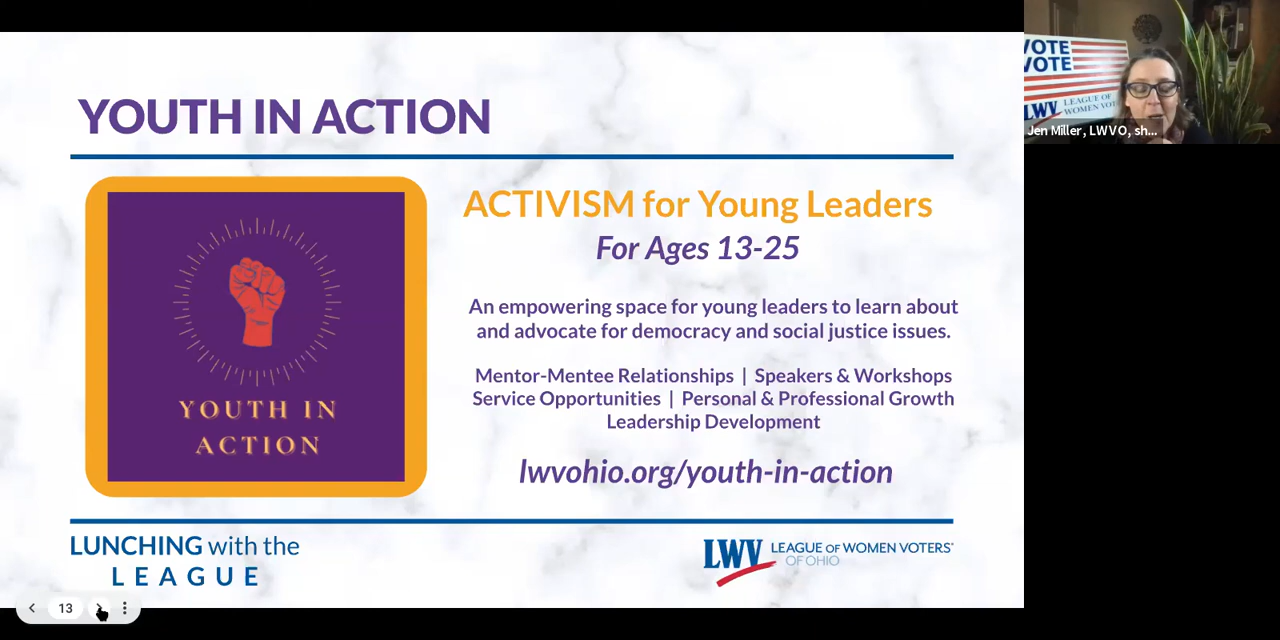 YOUTH IN ACTION
ACTIVISM for Young Leaders
For Ages 13-25
An empowering space for young leaders to learn about
and advocate for democracy and social justice issues.
Mentor-Mentee Relationships | Speakers & Workshops
Service Opportunities | Personal & Professional Growth
Leadership Development
lwvohio.org/youth-in-action
YOUTH IN
ACTION
LUNCHING with the
LEAGUE
LWV LEAGUE OF WOMEN VOTERS®
OF OHIO
13
VOTE
VOTE
LWV LEAGUE OF
WOMEN VOT
Jen Miller, LWVO, sh...